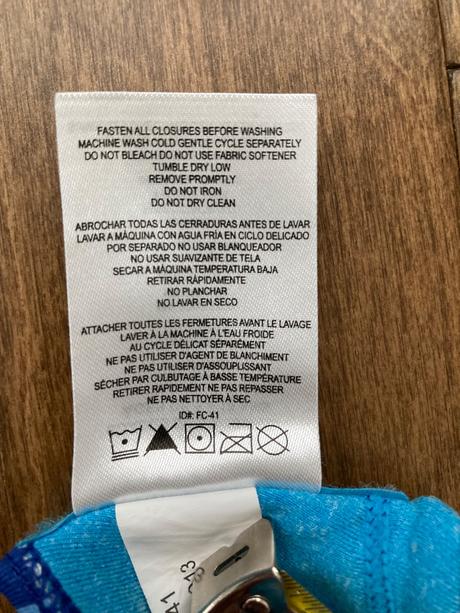 FASTEN ALL CLOSURES BEFORE WASHING
MACHINE WASH COLD GENTLE CYCLE SEPARATELY
DO NOT BLEACH DO NOT USE FABRIC SOFTENER
TUMBLE DRY LOW
REMOVE PROMPTLY
DO NOT IRON
DO NOT DRY CLEAN
ABROCHAR TODAS LAS CERRADURAS ANTES DE LAVAR
LAVAR A MÁQUINA CON AGUA FRÍA EN CICLO DELICADO
POR SEPARADO NO USAR BLANQUEADOR
NO USAR SUAVIZANTE DE TELA
SECAR A MÁQUINA TEMPERATURA BAJA
RETIRAR RÁPIDAMENTE
NO PLANCHAR
NO LAVAR EN SECO
ATTACHER TOUTES LES FERMETURES AVANT LE LAVAGE
LAVER À LA MACHINE À L'EAU FROIDE
AU CYCLE DÉLICAT SÉPARÉMENT
NE PAS UTILISER D'AGENT DE BLANCHIMENT
NE PAS UTILISER D'ASSOUPLISSANT
SÉCHER PAR CULBUTAGE À BASSE TEMPÉRATURE
RETIRER RAPIDEMENT NE PAS REPASSER
NE PAS NETTOYER À SEC
ID#: FC-41